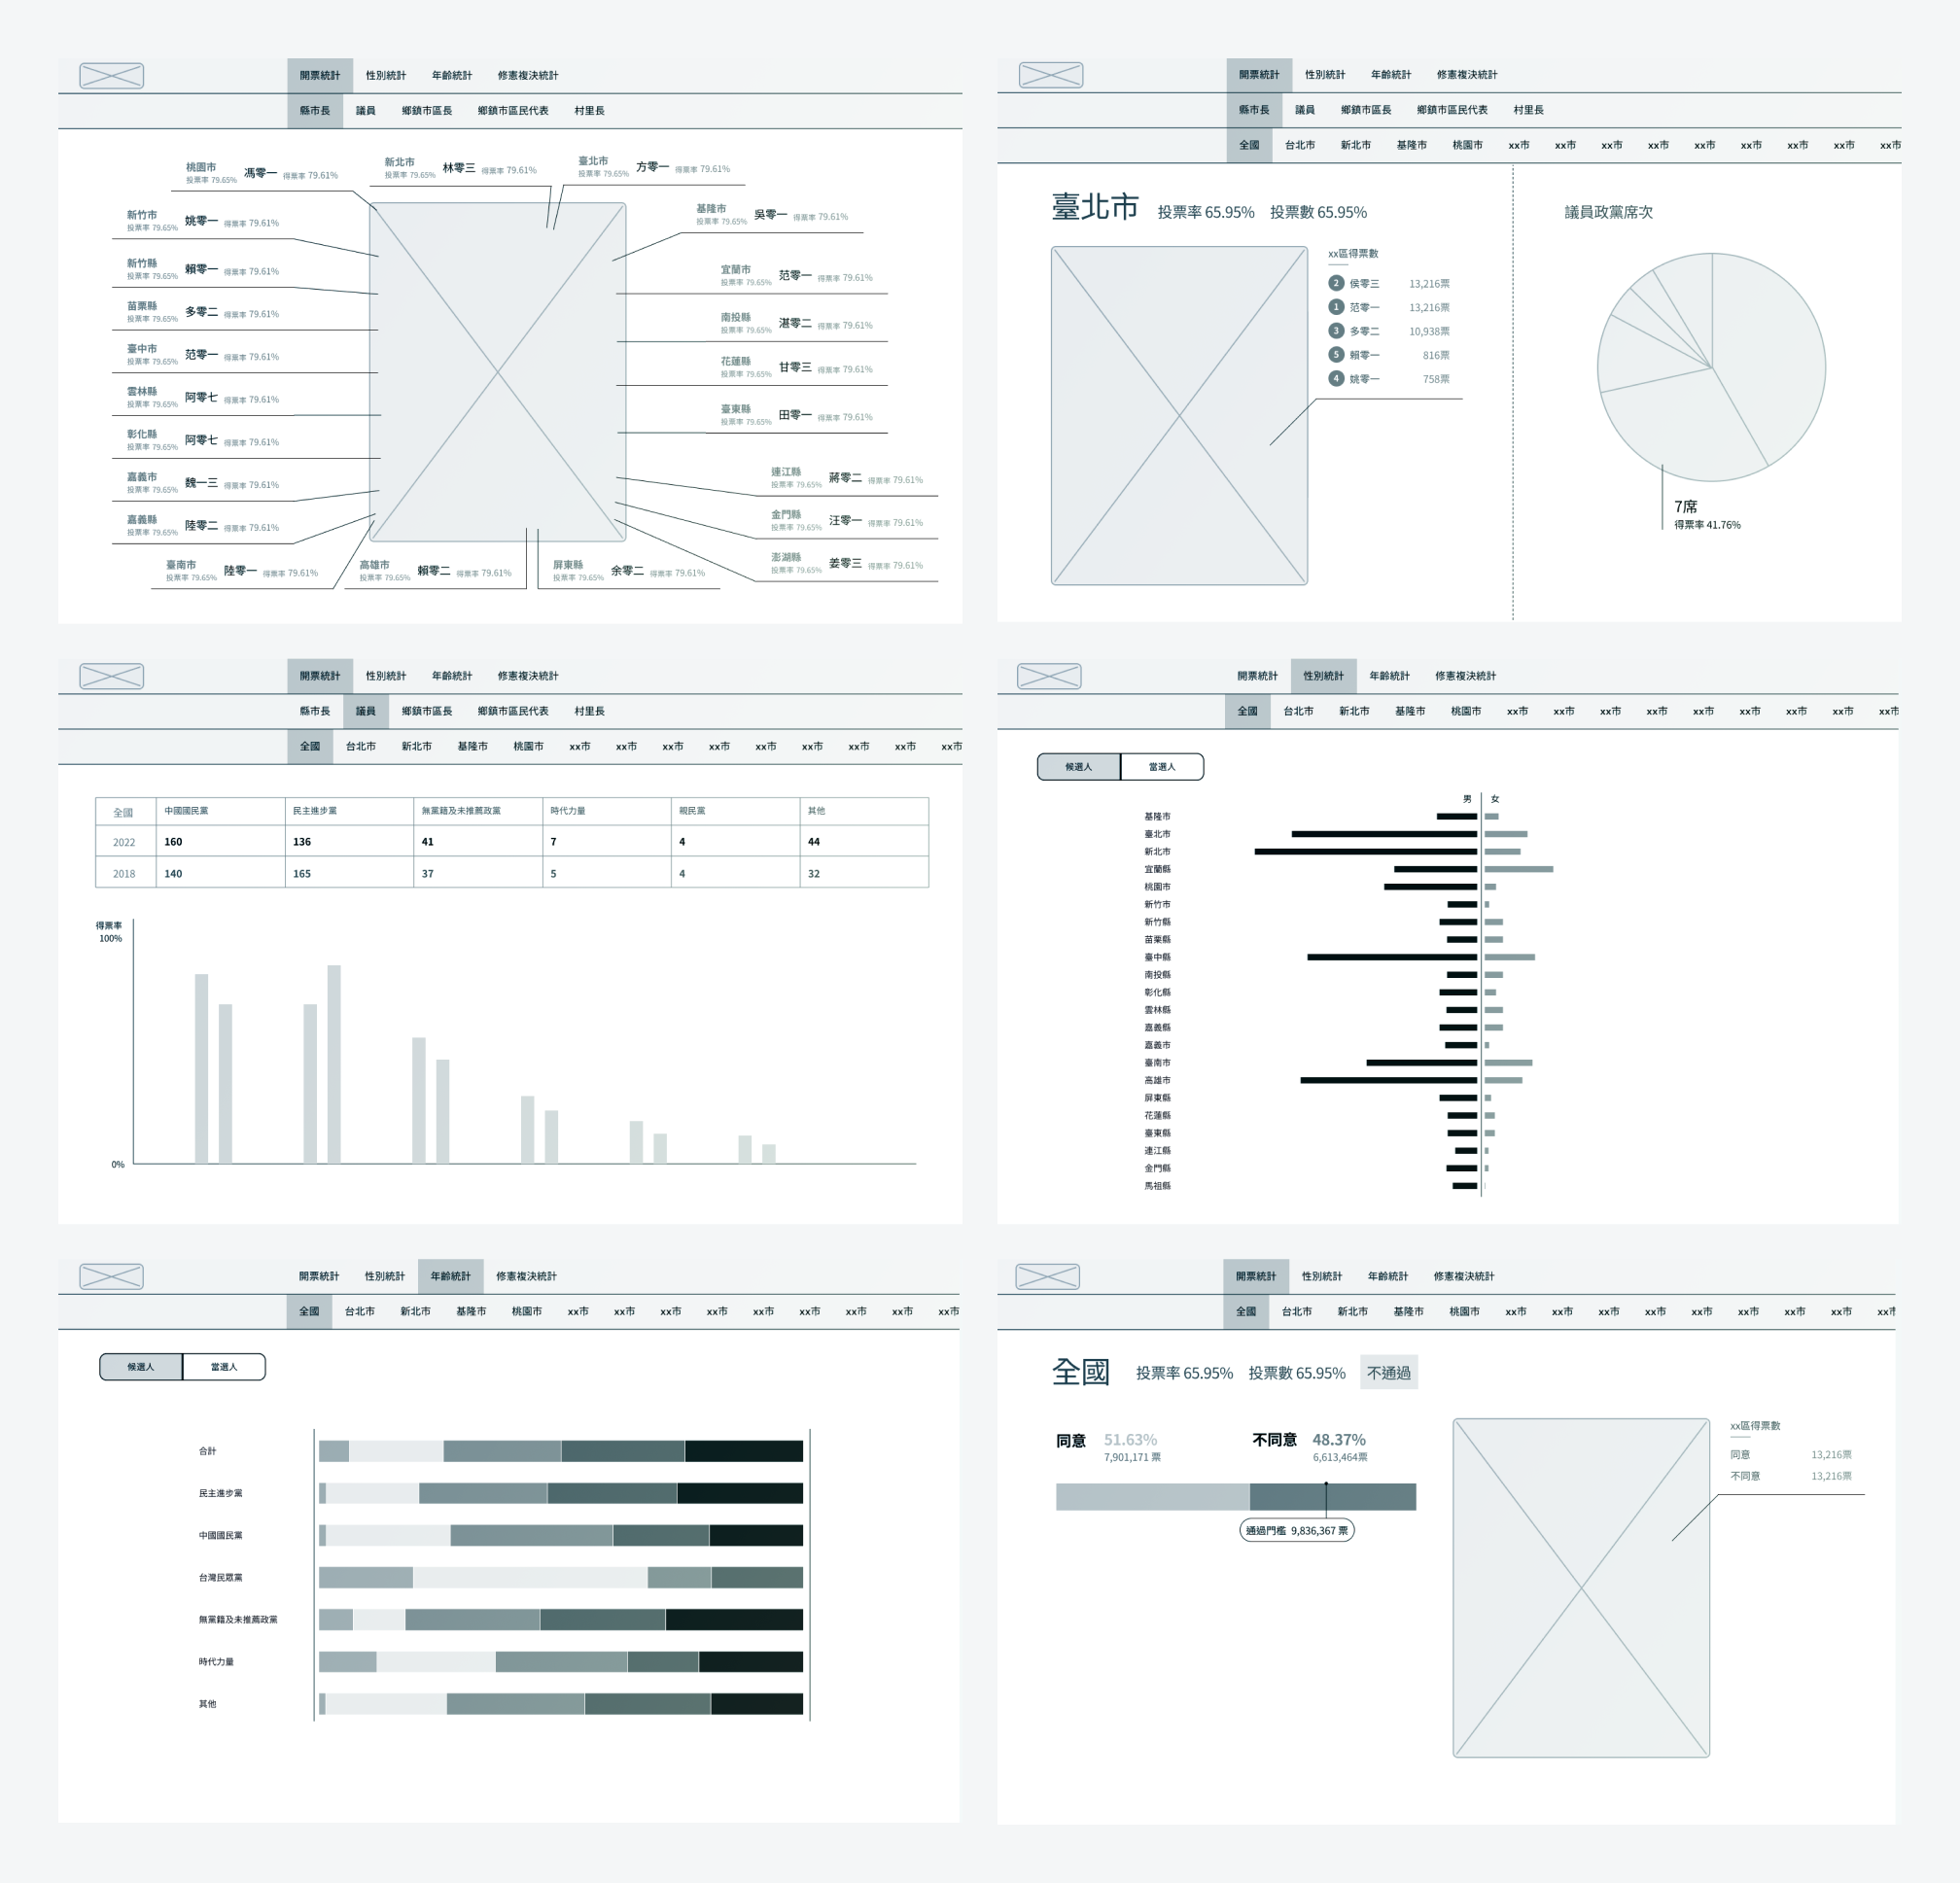 開票統計 性別統計 年齡統計 修憲複決統計
縣市長 議員 鄉鎮市區長 鄉鎮市區民代表 村里長
桃園市 馮零一 得票率 79.61%
投票率 79.65%
新北市 林零三 得票率 79.61%
投票率 79.65%
臺北市 方零一 得票率 79.61%
投票率 79.65%
新竹市 姚零一 得票率 79.61%
投票率 79.65%
基隆市 吳零一 得票率 79.61%
投票率 79.65%
新竹縣 賴零一 得票率 79.61%
投票率 79.65%
宜蘭市 范零一 得票率 79.61%
投票率 79.65%
苗栗縣 多零二 得票率 79.61%
投票率 79.65%
南投縣 湛零二 得票率 79.61%
投票率 79.65%
臺中市 范零一 得票率 79.61%
投票率 79.65%
花蓮縣 甘零三 得票率 79.61%
投票率 79.65%
雲林縣 阿零七 得票率 79.61%
投票率 79.65%
臺東縣 田零一 得票率 79.61%
投票率 79.65%
彰化縣 阿零七 得票率 79.61%
投票率 79.65%
嘉義市 魏一三 得票率 79.61%
投票率 79.65%
連江縣 蔣零二 得票率 79.61%
投票率 79.65%
嘉義縣 陸零二 得票率 79.61%
投票率 79.65%
金門縣 汪零一 得票率 79.61%
投票率 79.65%
臺南市 陸零一 得票率 79.61%
投票率 79.65%
高雄市 賴零二 得票率 79.61%
投票率 79.65%
屏東縣 余零二 得票率 79.61%
投票率 79.65%
澎湖縣 姜零三 得票率 79.61%
投票率 79.65%
開票統計 性別統計 年齡統計 修憲複決統計
縣市長 議員 鄉鎮市區長 鄉鎮市區民代表 村里長
全國 台北市 新北市 基隆市 桃園市 xx市 xx市 xx市 xx市 xx市 xx市 xx市 xx市 xx市
臺北市 投票率 65.95% 投票數 65.95%
xx區得票數
2 侯零三 13,216票
1 范零一 13,216票
3 多零二 10,938票
5 賴零一 816票
4 姚零一 758票
議員政黨席次
7席
得票率 41.76%
開票統計 性別統計 年齡統計 修憲複決統計
縣市長 議員 鄉鎮市區長 鄉鎮市區民代表 村里長
全國 台北市 新北市 基隆市 桃園市 xx市 xx市 xx市 xx市 xx市 xx市 xx市 xx市 xx市
全國 中國國民黨 民主進步黨 無黨籍及未推薦政黨 時代力量 親民黨 其他
2022 160 136 41 7 4 44
2018 140 165 37 5 4 32
得票率
100%
0%
開票統計 性別統計 年齡統計 修憲複決統計
全國 台北市 新北市 基隆市 桃園市 xx市 xx市 xx市 xx市 xx市 xx市 xx市 xx市 xx市
候選人 當選人
男 女
基隆市
臺北市
新北市
宜蘭縣
桃園市
新竹市
新竹縣
苗栗縣
臺中縣
南投縣
彰化縣
雲林縣
嘉義縣
嘉義市
臺南市
高雄市
屏東縣
花蓮縣
臺東縣
連江縣
金門縣
馬祖縣
開票統計 性別統計 年齡統計 修憲複決統計
全國 台北市 新北市 基隆市 桃園市 xx市 xx市 xx市 xx市 xx市 xx市 xx市 xx市 xx市
候選人 當選人
合計
民主進步黨
中國國民黨
台灣民眾黨
無黨籍及未推薦政黨
時代力量
其他
開票統計 性別統計 年齡統計 修憲複決統計
全國 台北市 新北市 基隆市 桃園市 xx市 xx市 xx市 xx市 xx市 xx市 xx市 xx市 xx市
全國 投票率 65.95% 投票數 65.95% 不通過
同意 51.63% 不同意 48.37%
7,901,171 票 6,613,464票
通過門檻 9,836,367 票
xx區得票數
同意 13,216票
不同意 13,216票